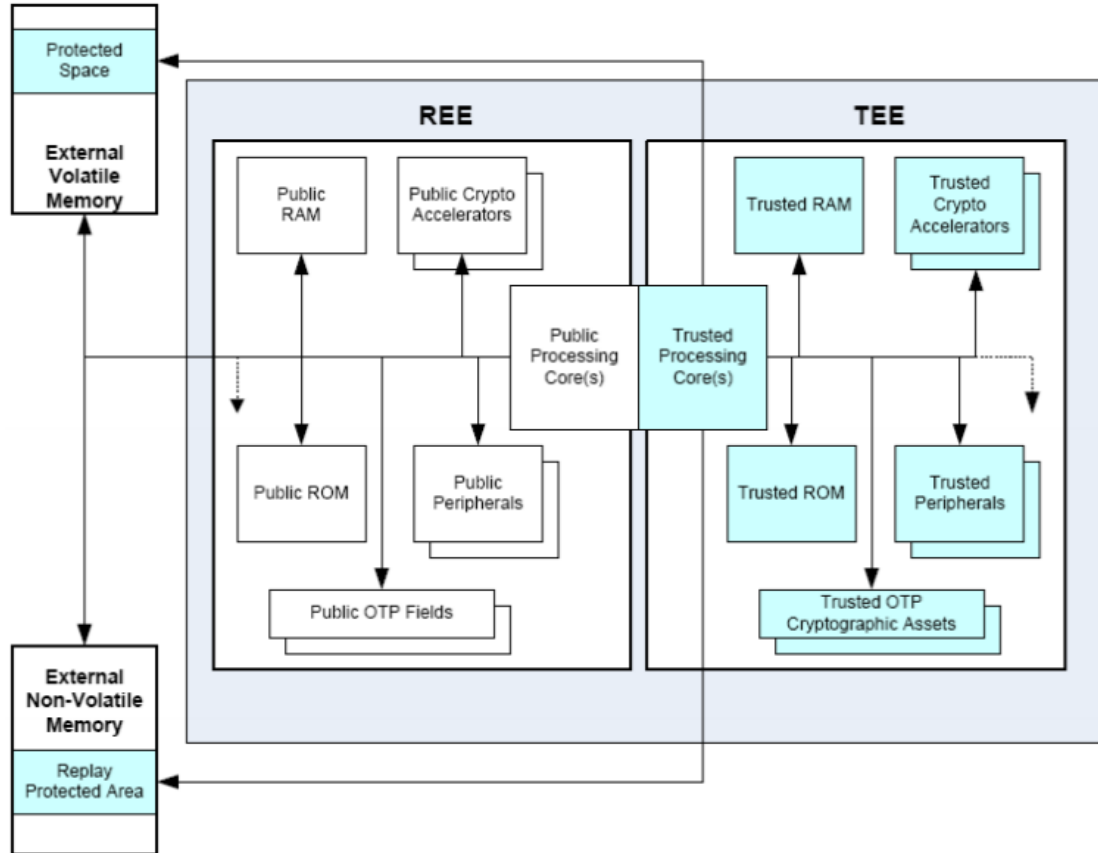 Protected
Space
External
Volatile
Memory
REE
TEE
Public
RAM
Public Crypto
Accelerators
Trusted RAM
Trusted
Crypto
Accelerators
Public
Processing
Core(s)
Trusted
Processing
Core(s)
Public ROM
Public
Peripherals
Trusted ROM
Trusted
Peripherals
Public OTP Fields
Trusted OTP
Cryptographic Assets
External
Non-Volatile
Memory
Replay
Protected Area